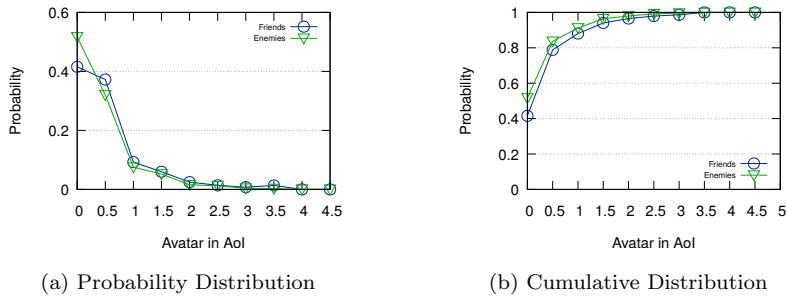 0.6
0.4
0.2
0
Probability
Friends
Enemies
0 0.5 1 1.5 2 2.5 3 3.5 4 4.5
Avatar in AoI
(a) Probability Distribution
1
0.8
0.6
0.4
0.2
0
Probability
Friends
Enemies
0 0.5 1 1.5 2 2.5 3 3.5 4 4.5 5
Avatar in AoI
(b) Cumulative Distribution